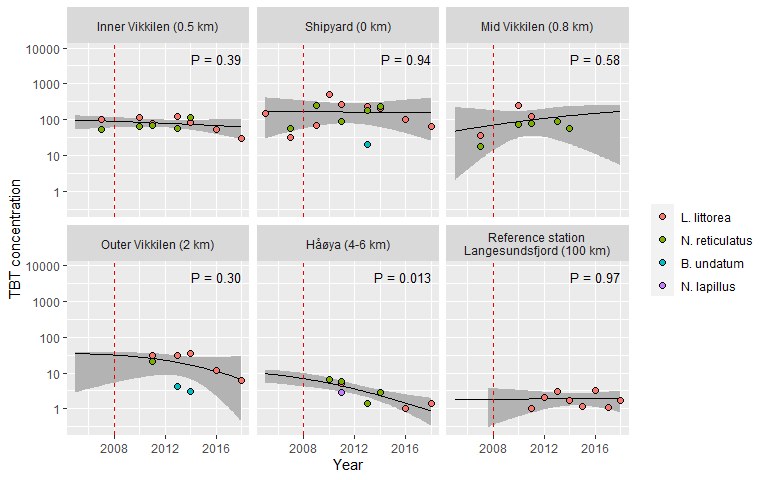 Inner Vikkilen (0.5 km)
Shipyard (0 km)
Mid Vikkilen (0.8 km)
P = 0.39
P = 0.94
P = 0.58
10000
1000
100
10
1
Outer Vikkilen (2 km)
Håøya (4-6 km)
Reference station
Langesundsfjord (100 km)
P = 0.30
P = 0.013
P = 0.97
10000
1000
100
10
1
2008 2012 2016
2008 2012 2016
2008 2012 2016
Year
TBT concentration
L. littorea
N. reticulatus
B. undatum
N. lapillus